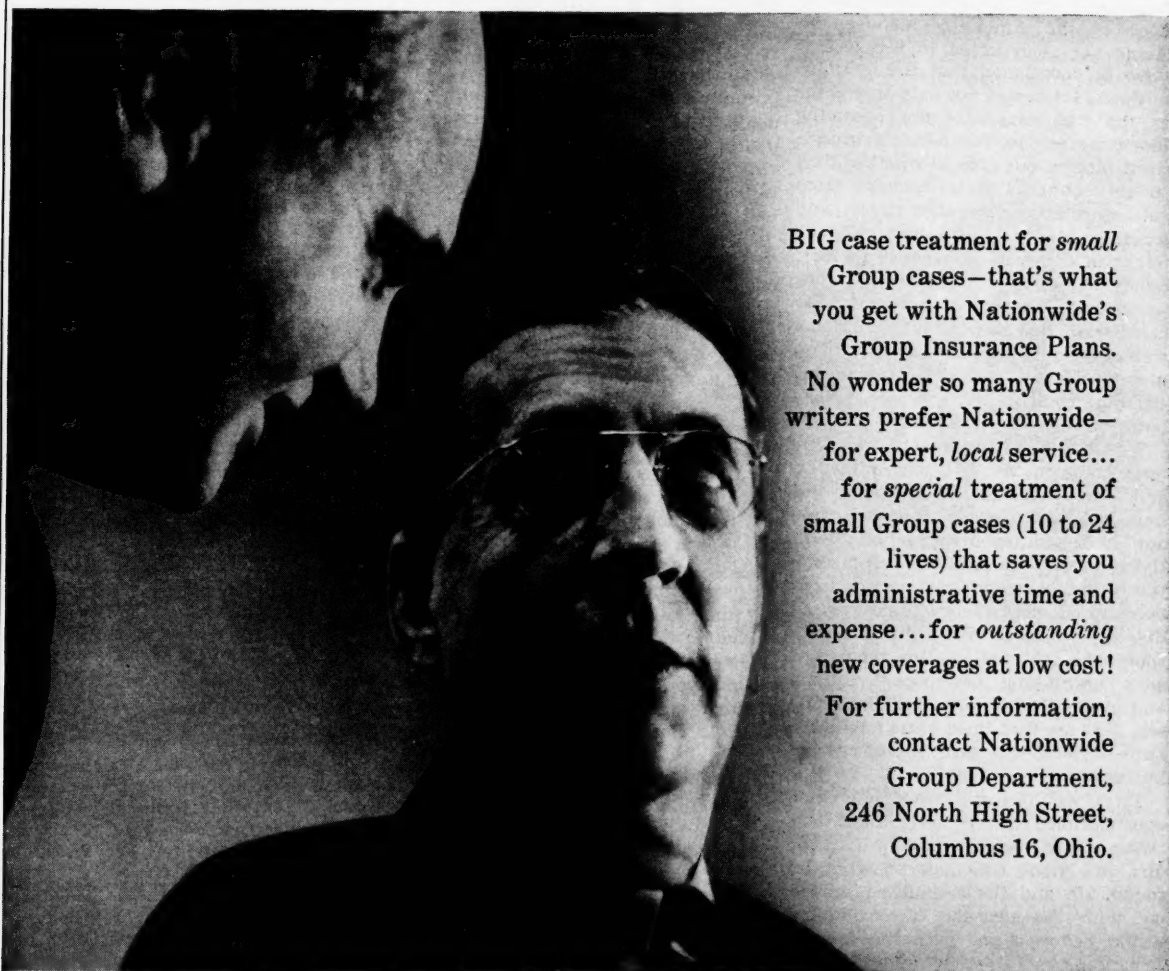 BIG case treatment for small
Group cases—that's what
you get with Nationwide's
Group Insurance Plans.
No wonder so many Group
writers prefer Nationwide—
for expert, local service...
for special treatment of
small Group cases (10 to 24
lives) that saves you
administrative time and
expense...for outstanding
new coverages at low cost!
For further information,
contact Nationwide
Group Department,
246 North High Street,
Columbus 16, Ohio.